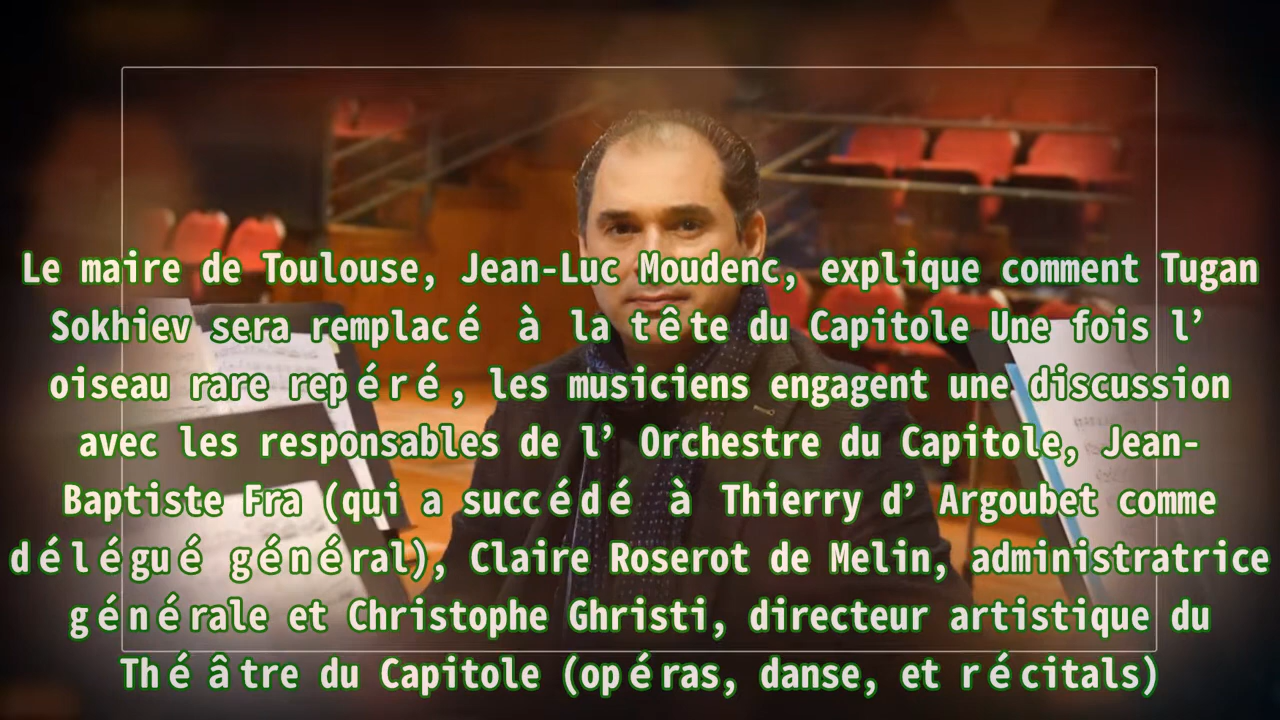 Le maire de Toulouse, Jean-Luc Moudenc, explique comment Tugan
Sokhiev sera remplacé à la tête du Capitole Une fois l’
oiseau rare repéré, les musiciens engagent une discussion
avec les responsables de l’ Orchestre du Capitole, Jean-
Baptiste Fra (qui a succédé à Thierry d’ Argoubet comme
délégué général), Claire Roserot de Melin, administratrice
générale et Christophe Ghristi, directeur artistique du
Théâtre du Capitole (opéras, danse, et récitals)